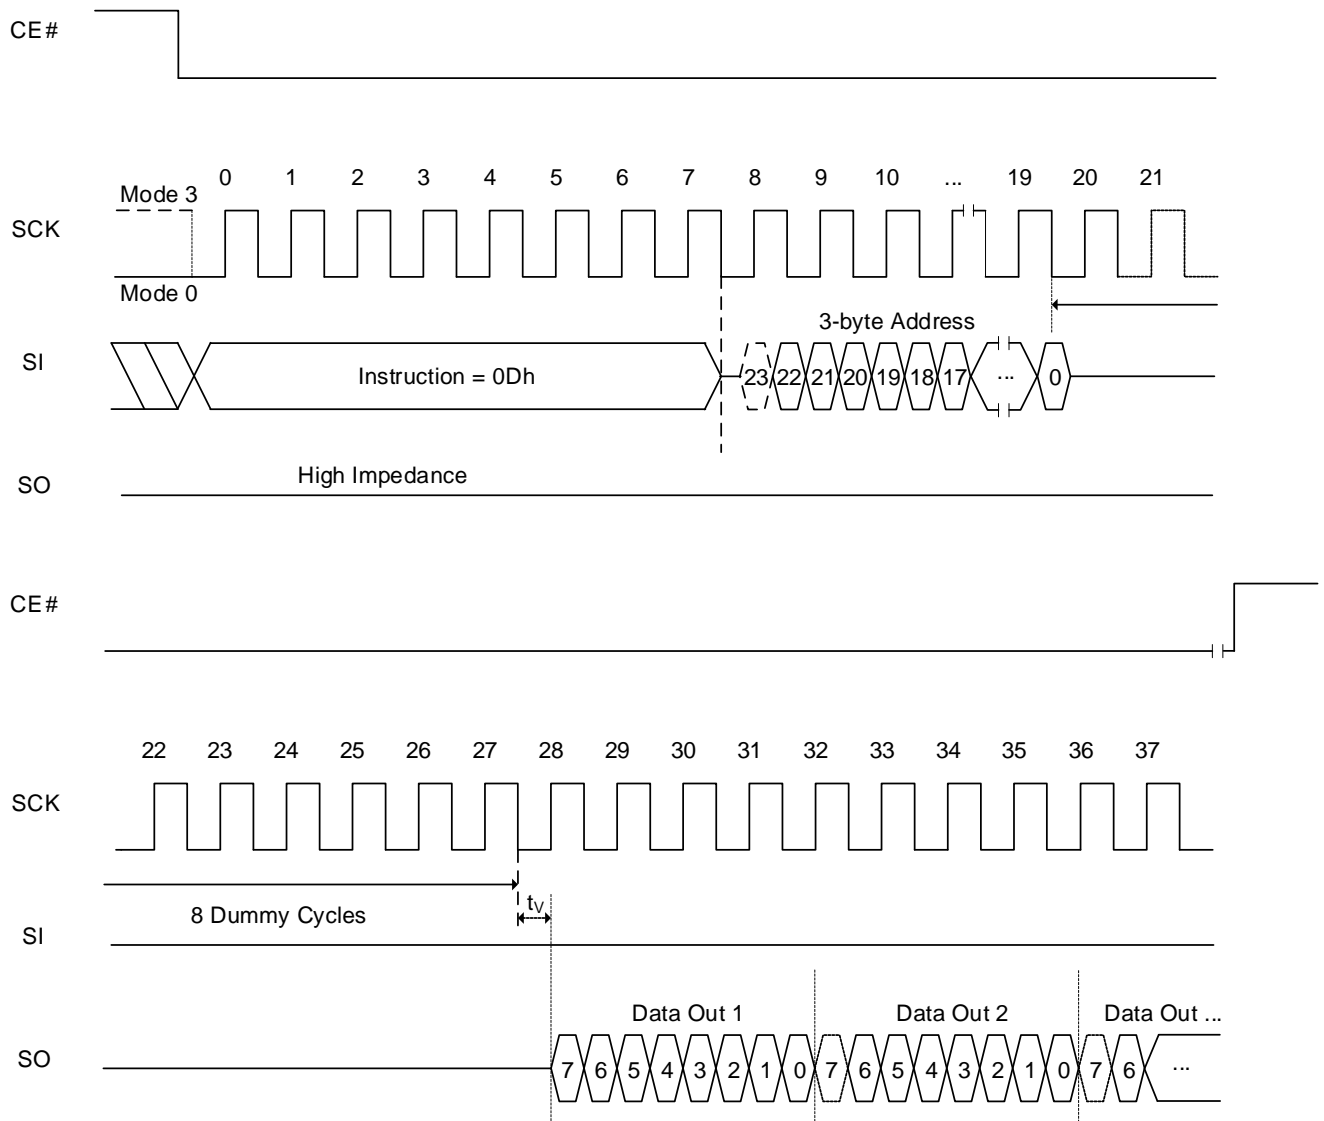 CE#
0 1 2 3 4 5 6 7 8 9 10 ... 19 20 21
Mode 3
SCK
Mode 0
3-byte Address
SI
Instruction = 0Dh
23 22 21 20 19 18 17 ... 0
High Impedance
SO
CE#
22 23 24 25 26 27 28 29 30 31 32 33 34 35 36 37
SCK
8 Dummy Cycles
tV
SI
Data Out 1 Data Out 2 Data Out ...
SO
7 6 5 4 3 2 1 0 7 6 5 4 3 2 1 0 7 6 ...